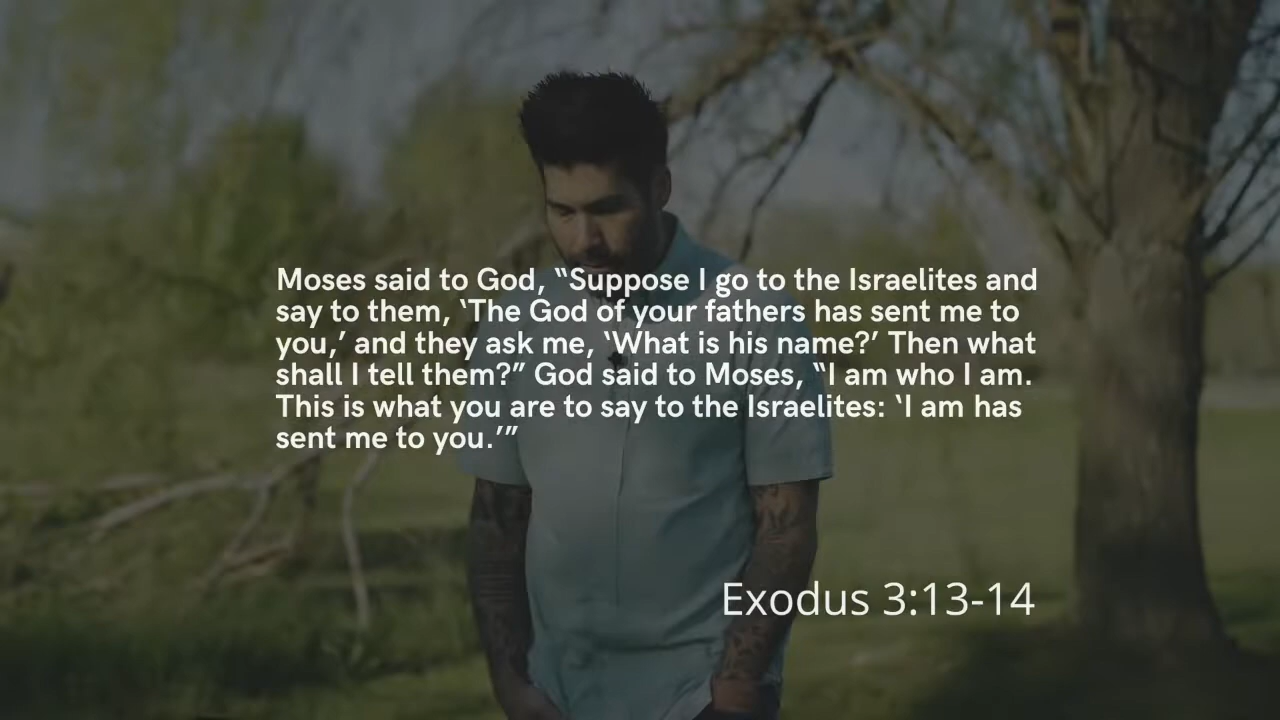 Moses said to God, “Suppose I go to the Israelites and
say to them, ‘The God of your fathers has sent me to
you,’ and they ask me, ‘What is his name?’ Then what
shall I tell them?” God said to Moses, “I am who I am.
This is what you are to say to the Israelites: ‘I am has
sent me to you.’”
Exodus 3:13-14